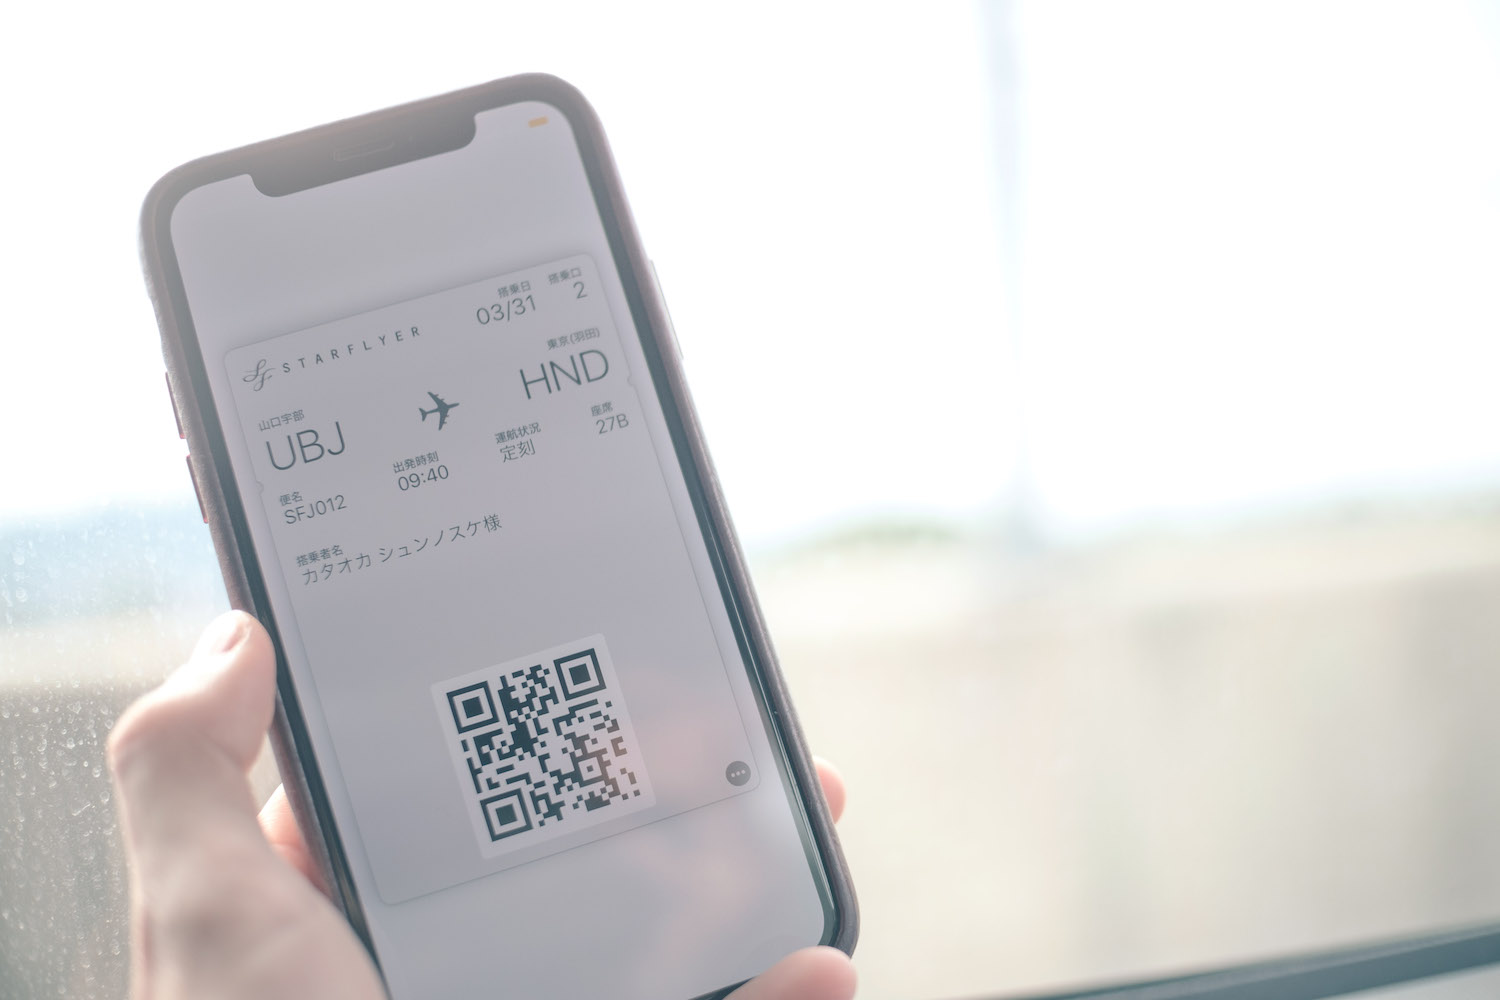 STARFLYER
搭乗日
03/31
搭乗口
2
山口宇部
UBJ
東京(羽田)
HND
便名
SFJ012
出発時刻
09:40
運航状況
定刻
座席
27B
搭乗者名
カタオカ シュンノスケ様